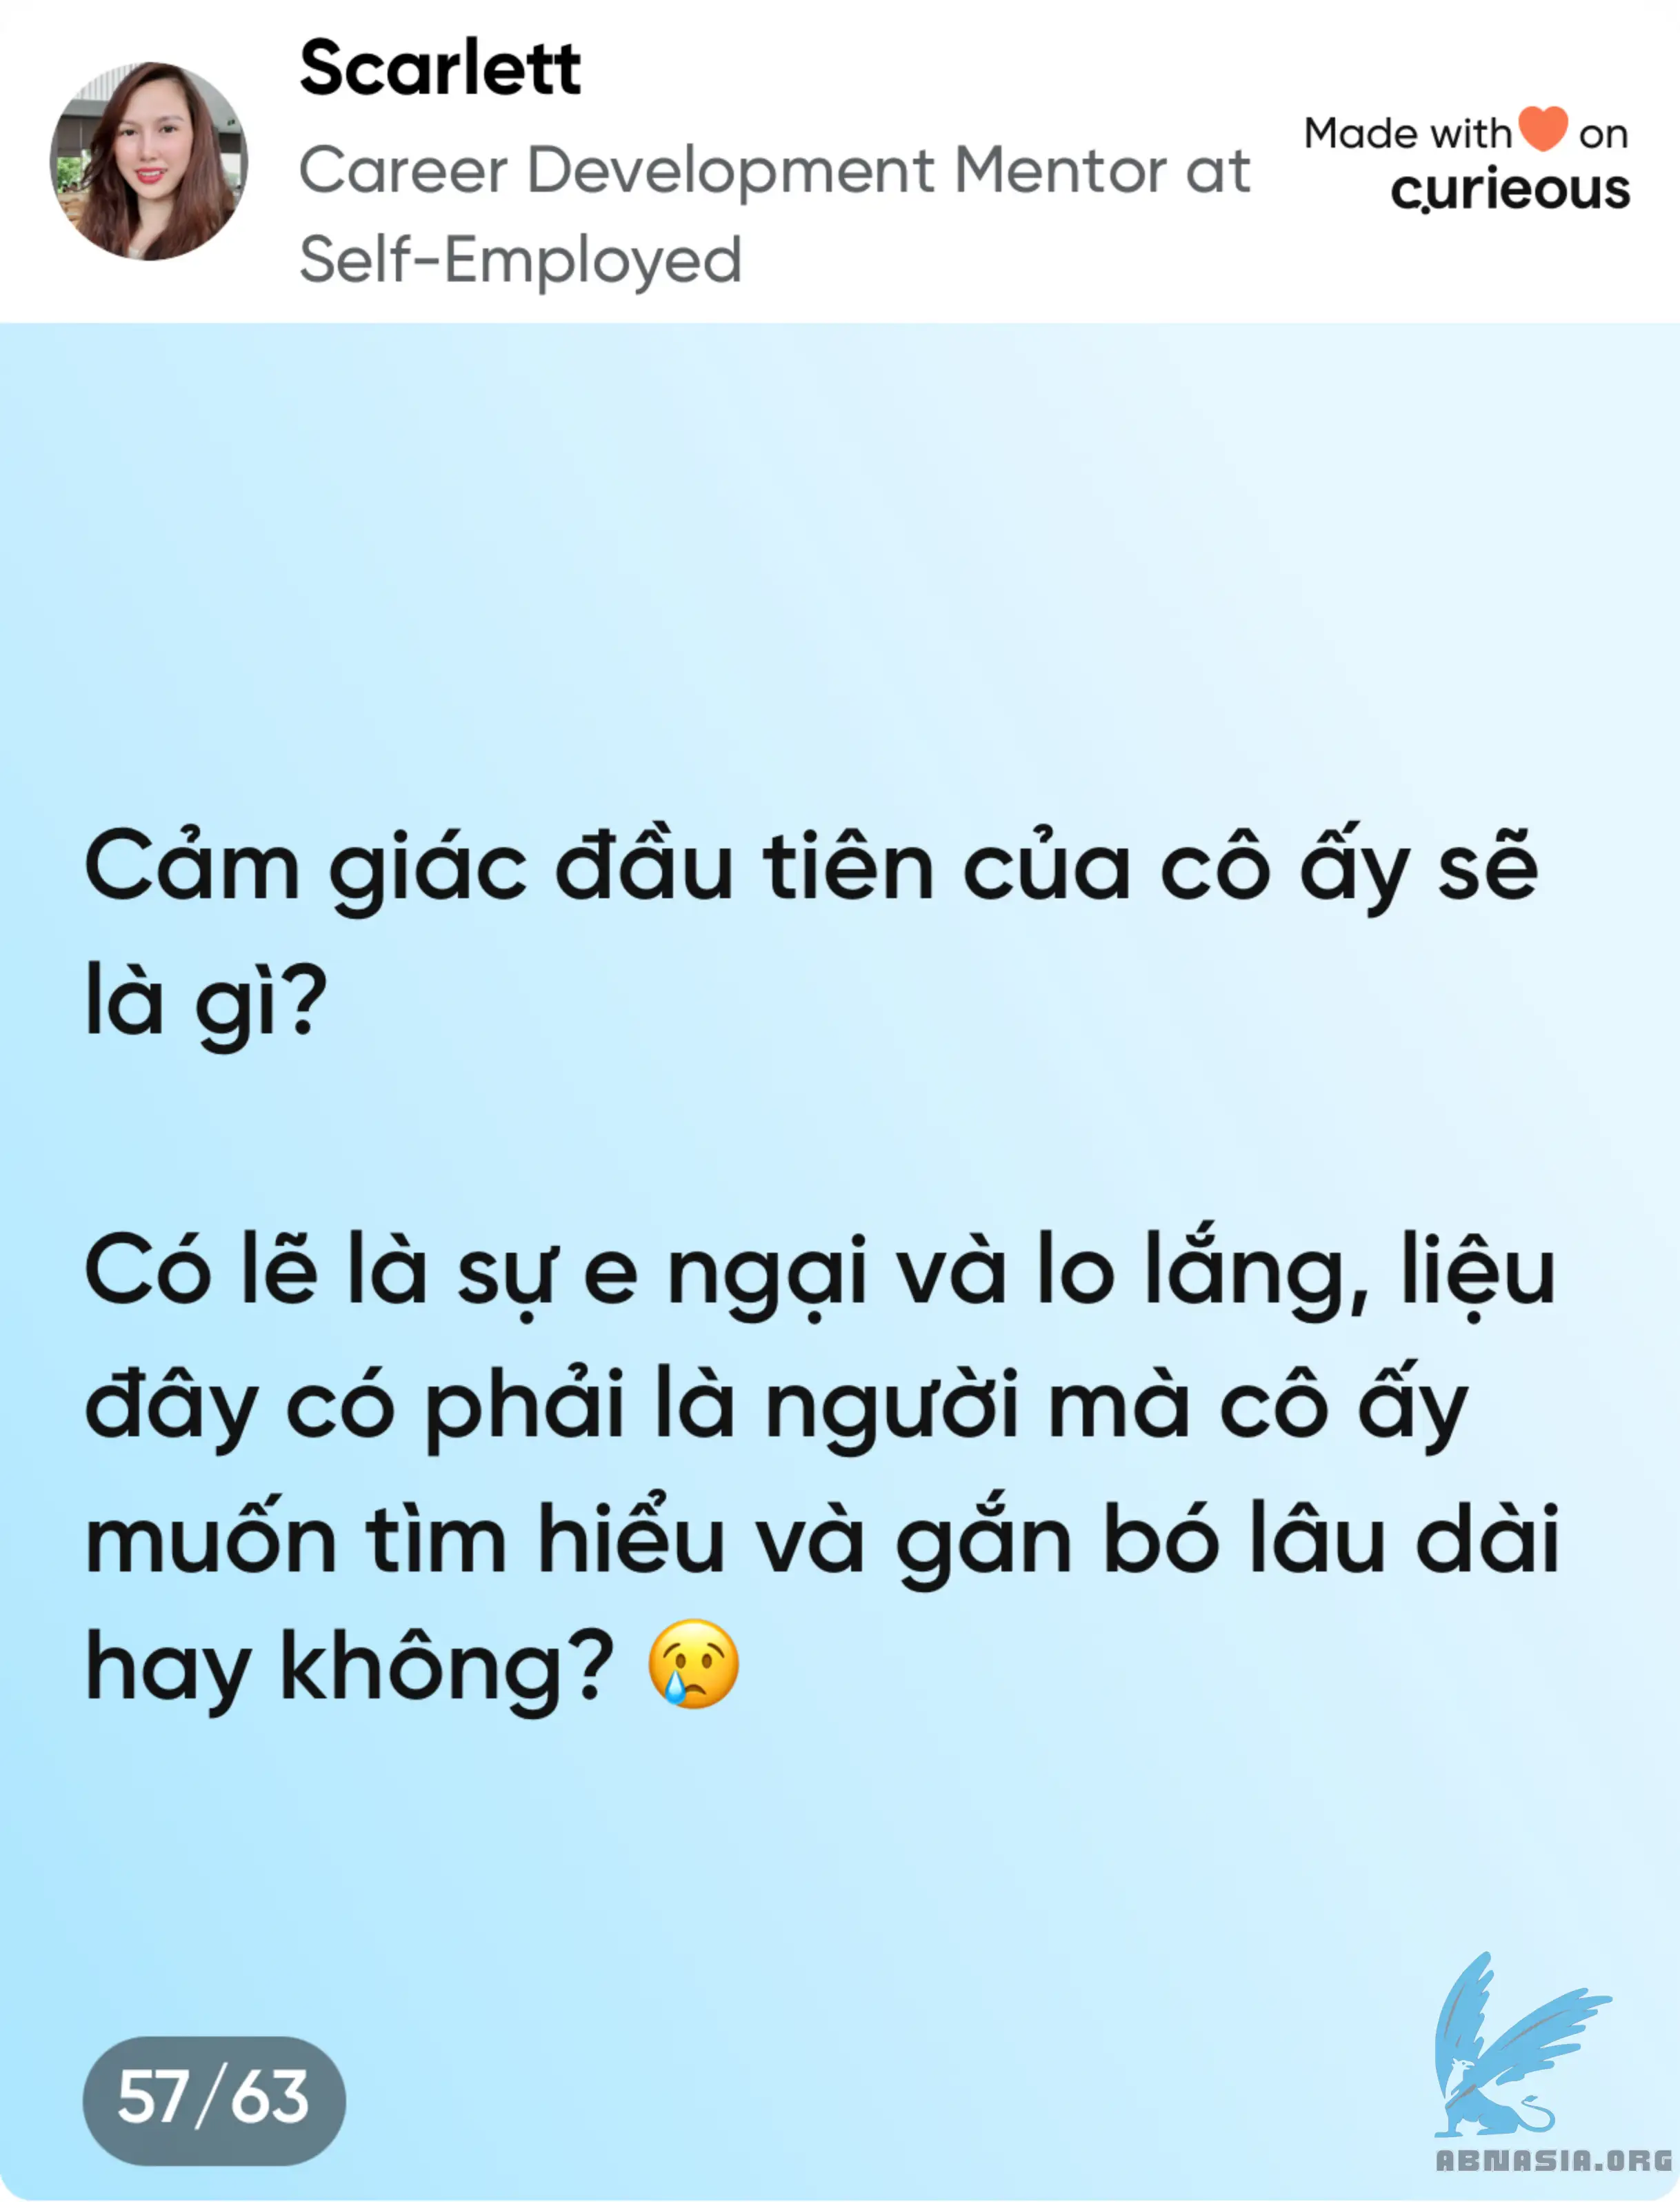 Scarlett
Career Development Mentor at
Self-Employed
Made with❤️ on
curieous
Cảm giác đầu tiên của cô ấy sẽ
là gì?
Có lẽ là sự e ngại và lo lắng, liệu
đây có phải là người mà cô ấy
muốn tìm hiểu và gắn bó lâu dài
hay không? 😢
57/63
ABNASIA.ORG